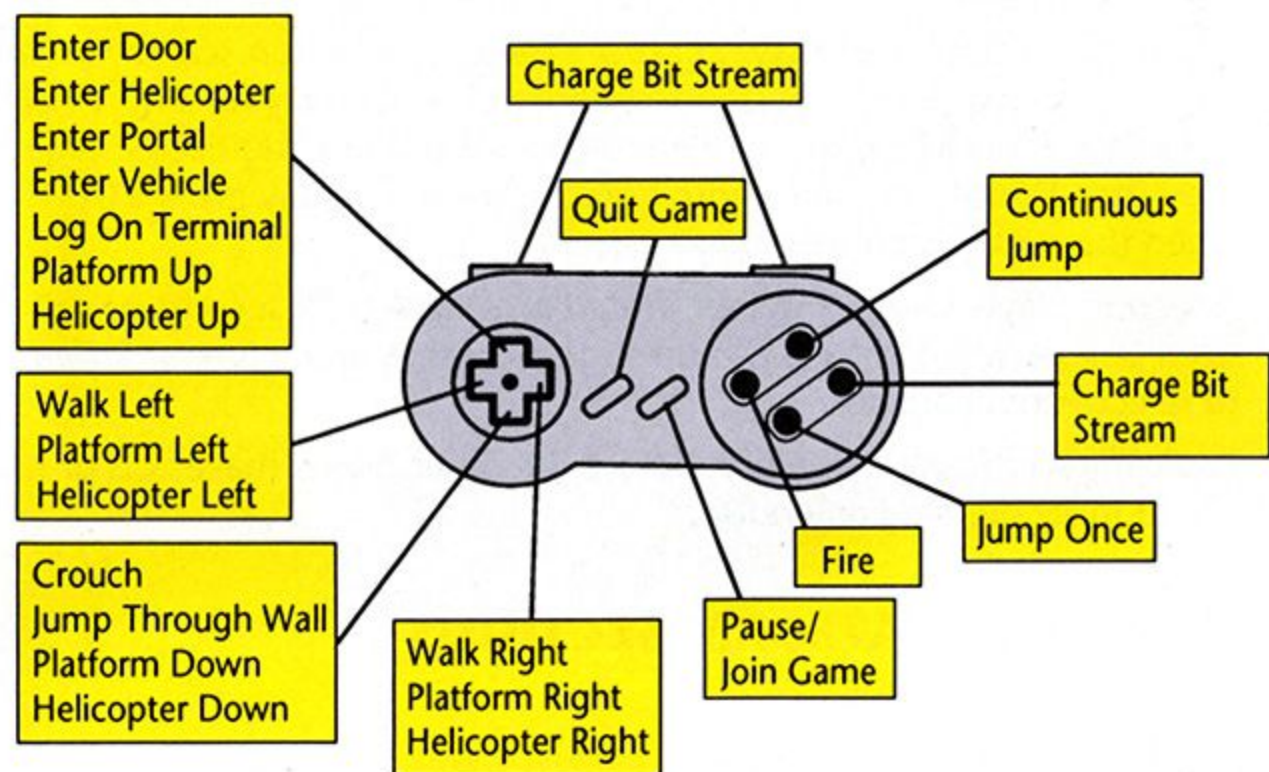 Enter Door
Enter Helicopter
Enter Portal
Enter Vehicle
Log On Terminal
Platform Up
Helicopter Up
Charge Bit Stream
Quit Game
Continuous
Jump
Walk Left
Platform Left
Helicopter Left
Charge Bit
Stream
Crouch
Jump Through Wall
Platform Down
Helicopter Down
Walk Right
Platform Right
Helicopter Right
Pause/
Join Game
Fire
Jump Once